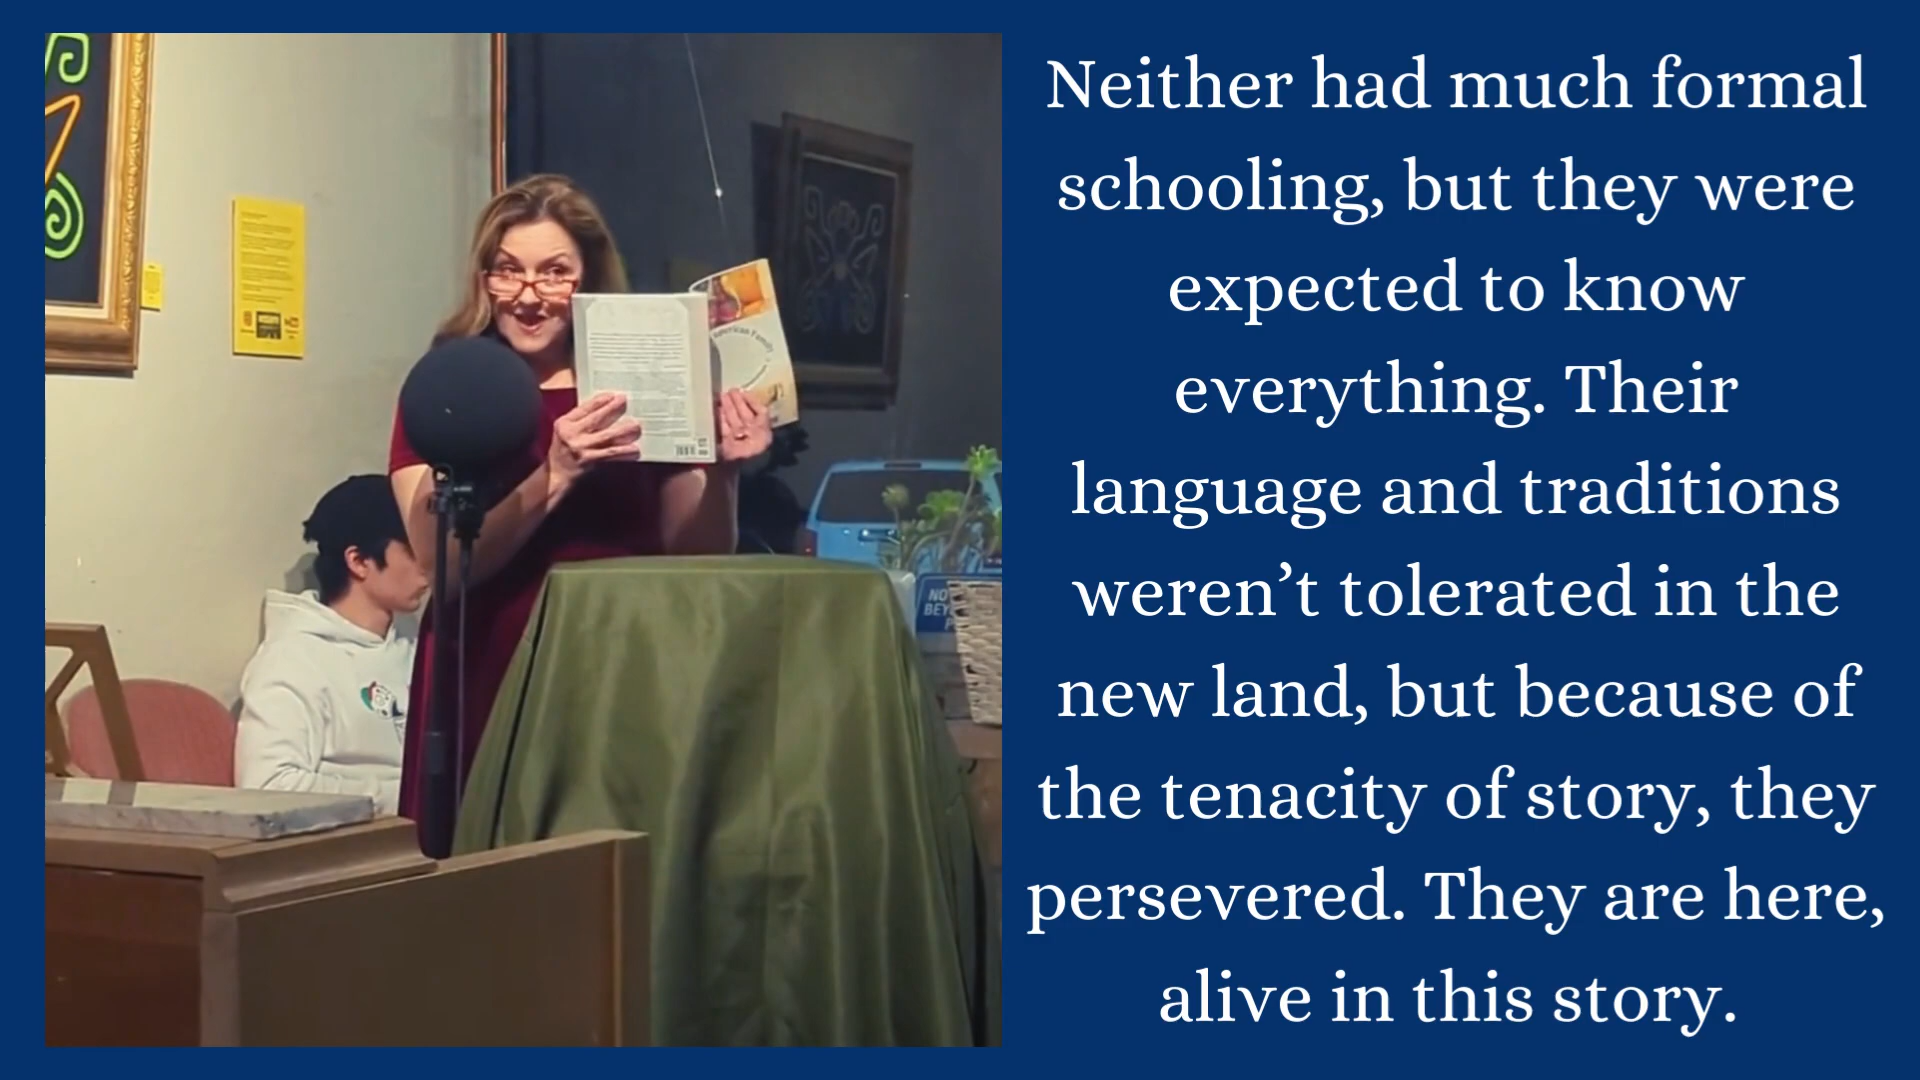 Neither had much formal
schooling, but they were
expected to know
everything. Their
language and traditions
weren’t tolerated in the
new land, but because of
the tenacity of story, they
persevered. They are here,
alive in this story.